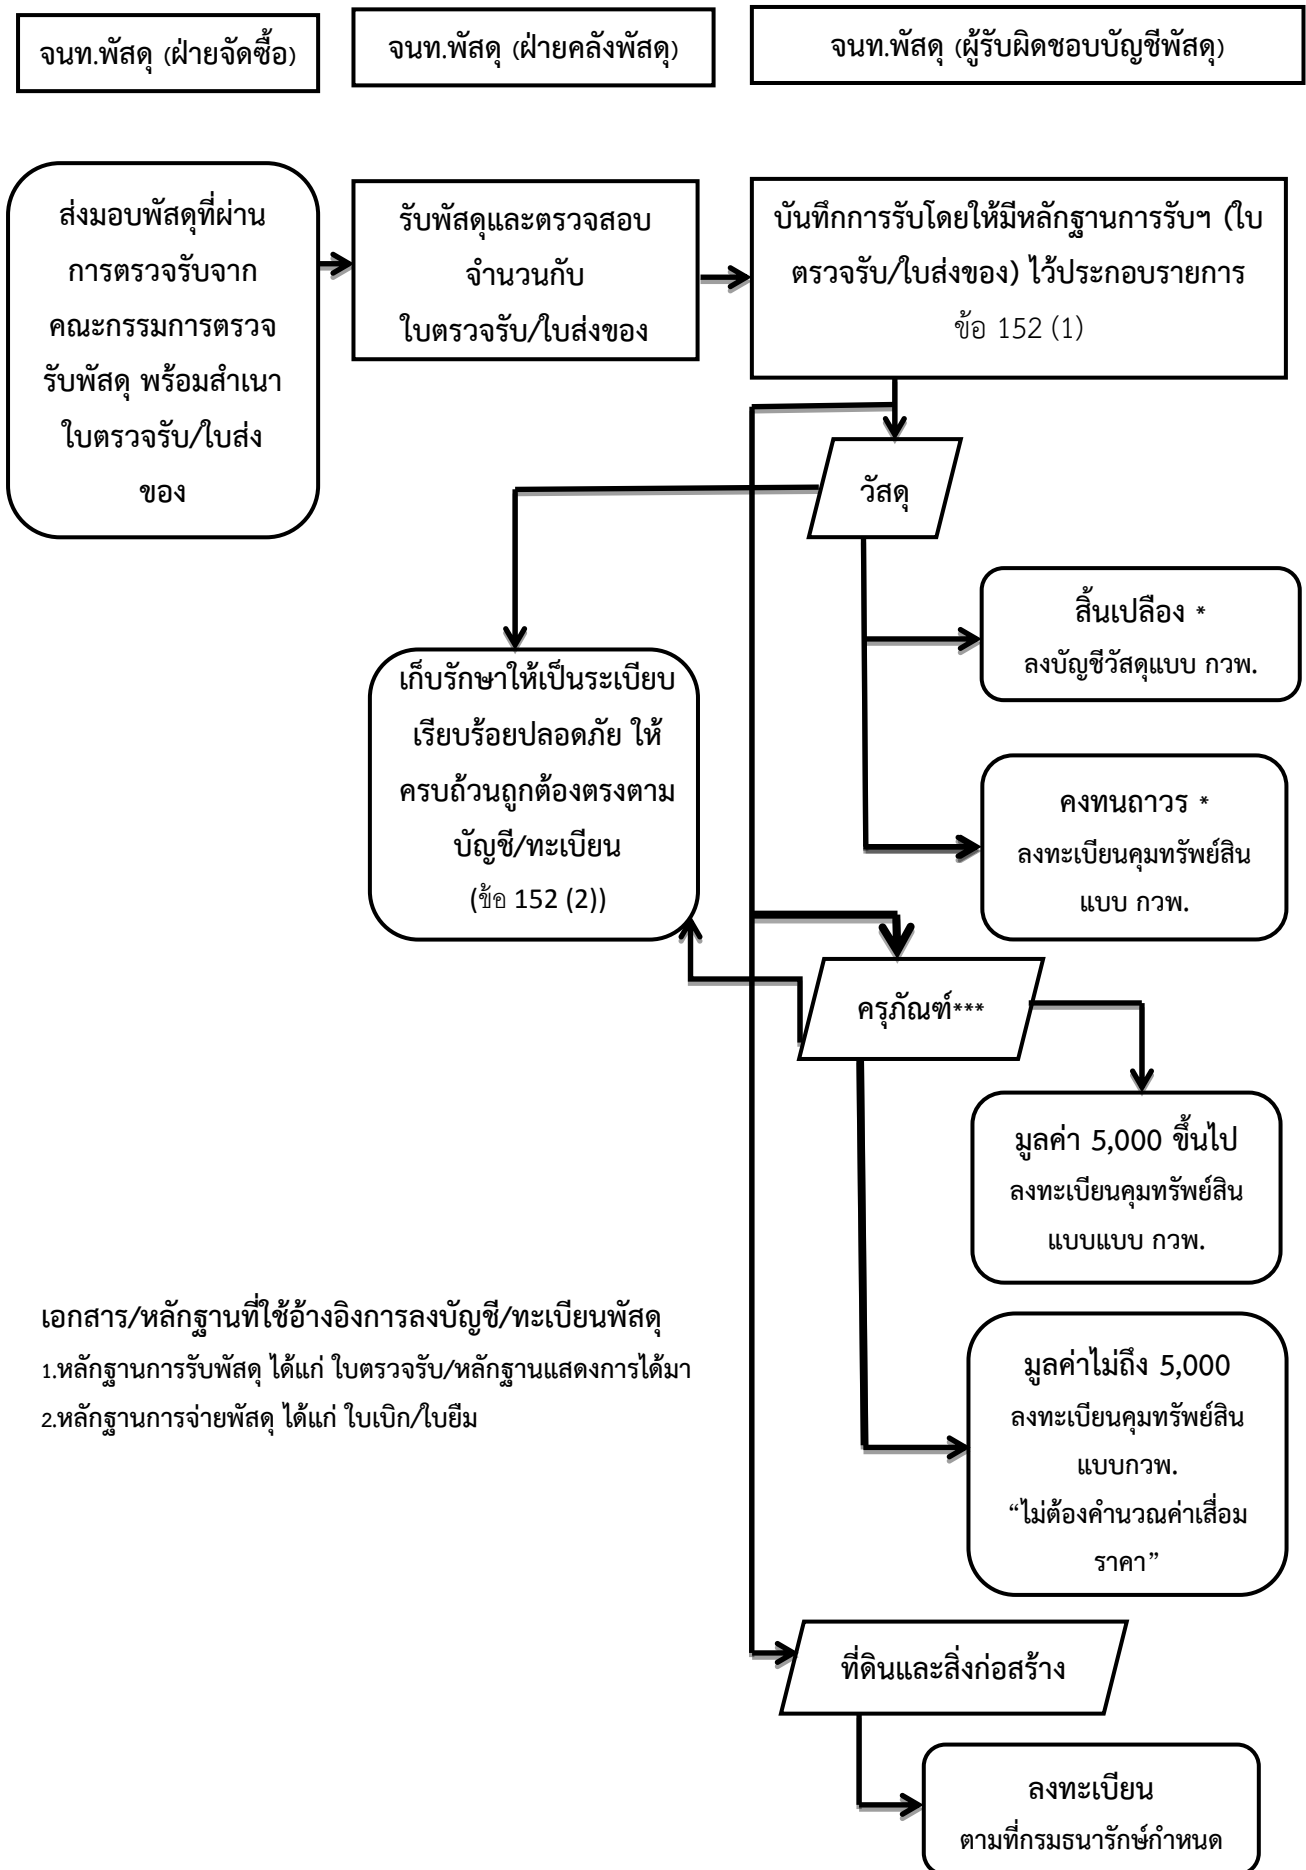 จนท.พัสดุ (ฝ่ายจัดซื้อ)
จนท.พัสดุ (ฝ่ายคลังพัสดุ)
จนท.พัสดุ (ผู้รับผิดชอบบัญชีพัสดุ)
ส่งมอบพัสดุที่ผ่าน
การตรวจรับจาก
คณะกรรมการตรวจ
รับพัสดุ พร้อมสำเนา
ใบตรวจรับ/ใบส่ง
ของ
รับพัสดุและตรวจสอบ
จำนวนกับ
ใบตรวจรับ/ใบส่งของ
บันทึกการรับโดยให้มีหลักฐานการรับฯ (ใบ
ตรวจรับ/ใบส่งของ) ไว้ประกอบรายการ
ข้อ 152 (1)
วัสดุ
สิ้นเปลือง *
ลงบัญชีวัสดุแบบ กวพ.
เก็บรักษาให้เป็นระเบียบ
เรียบร้อยปลอดภัย ให้
ครบถ้วนถูกต้องตรงตาม
บัญชี/ทะเบียน
(ข้อ 152 (2))
คงทนถาวร *
ลงทะเบียนคุมทรัพย์สิน
แบบ กวพ.
ครุภัณฑ์***
มูลค่า 5,000 ขึ้นไป
ลงทะเบียนคุมทรัพย์สิน
แบบแบบ กวพ.
เอกสาร/หลักฐานที่ใช้อ้างอิงการลงบัญชี/ทะเบียนพัสดุ
1.หลักฐานการรับพัสดุ ได้แก่ ใบตรวจรับ/หลักฐานแสดงการได้มา
2.หลักฐานการจ่ายพัสดุ ได้แก่ ใบเบิก/ใบยืม
มูลค่าไม่ถึง 5,000
ลงทะเบียนคุมทรัพย์สิน
แบบกวพ.
“ไม่ต้องคำนวณค่าเสื่อม
ราคา”
ที่ดินและสิ่งก่อสร้าง
ลงทะเบียน
ตามที่กรมธนารักษ์กำหนด